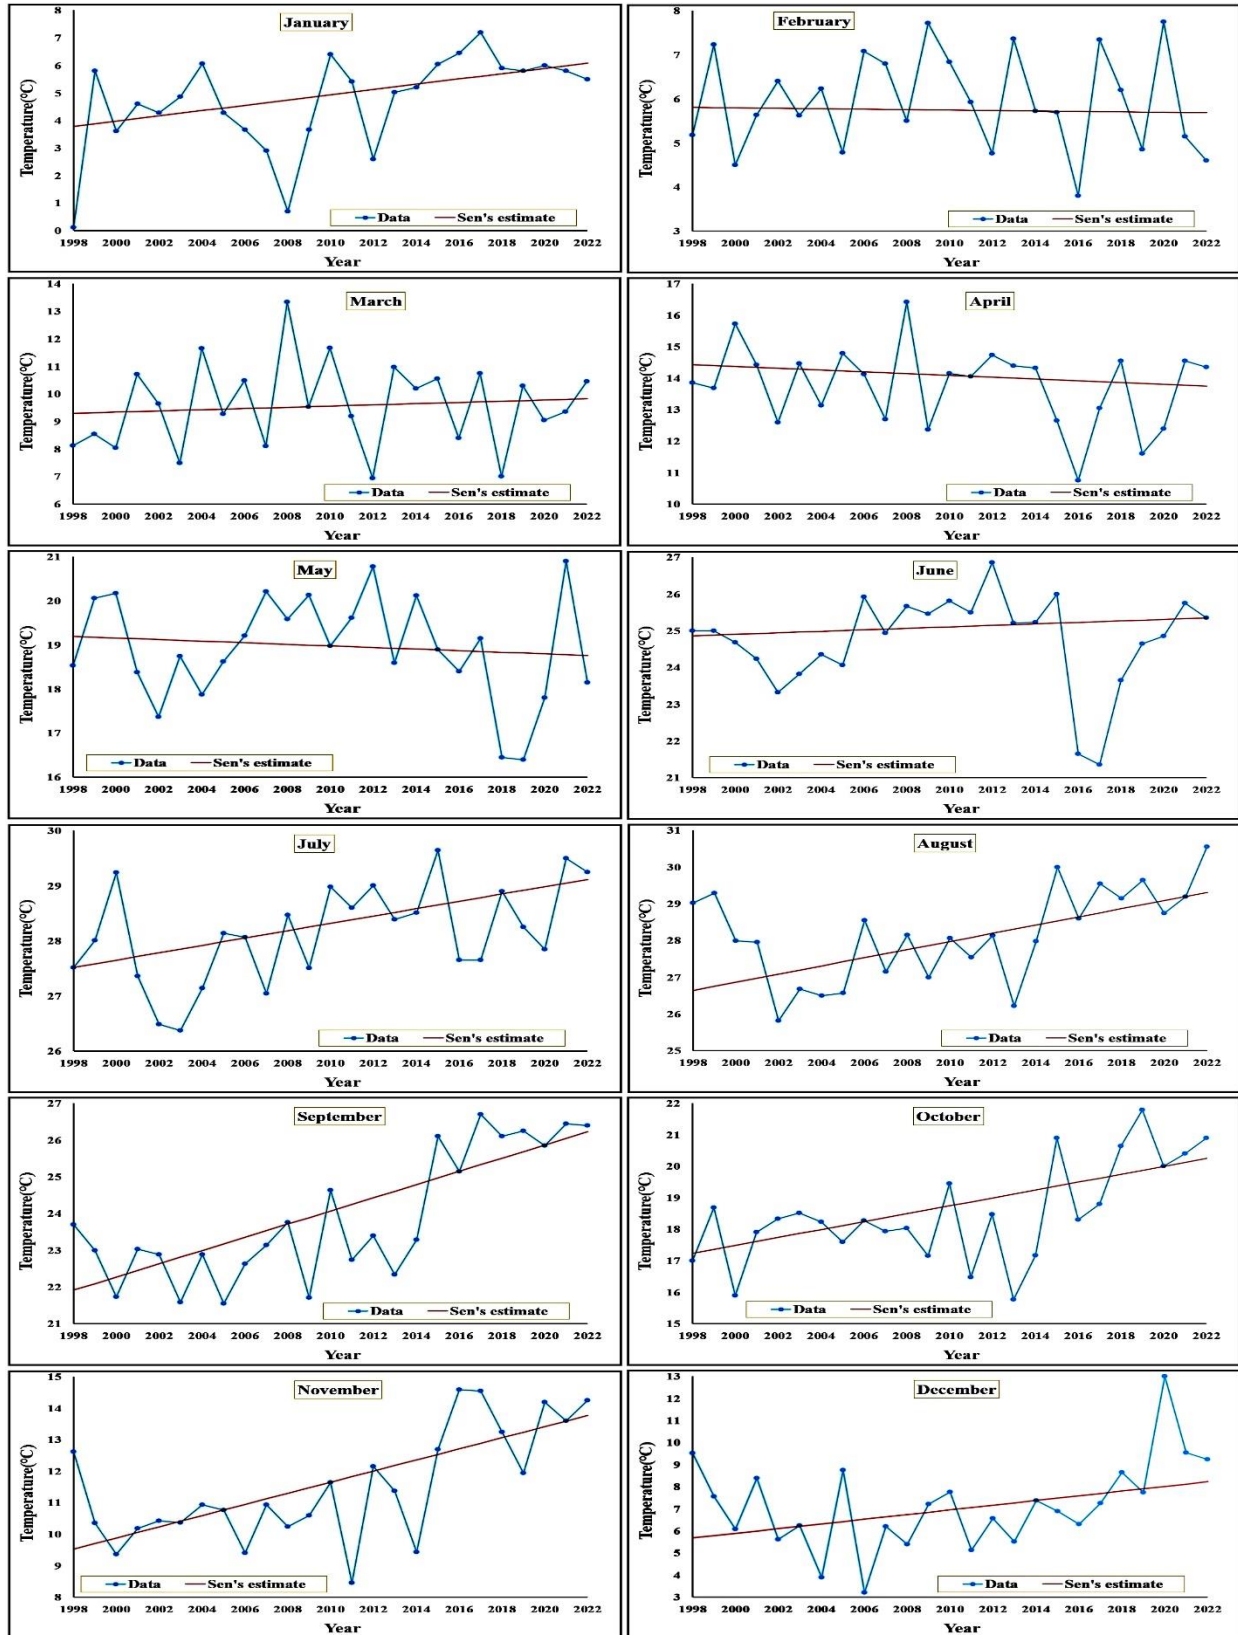 January
Temperature(°C)
8
7
6
5
4
3
2
1
0
Data Sen's estimate
1998 2000 2002 2004 2006 2008 2010 2012 2014 2016 2018 2020 2022
Year
February
Temperature(°C)
8
7
6
5
4
3
Data Sen's estimate
1998 2000 2002 2004 2006 2008 2010 2012 2014 2016 2018 2020 2022
Year
March
Temperature(°C)
14
13
12
11
10
9
8
7
6
Data Sen's estimate
1998 2000 2002 2004 2006 2008 2010 2012 2014 2016 2018 2020 2022
Year
April
Temperature(°C)
17
16
15
14
13
12
11
10
Data Sen's estimate
1998 2000 2002 2004 2006 2008 2010 2012 2014 2016 2018 2020 2022
Year
May
Temperature(°C)
21
20
19
18
17
16
Data Sen's estimate
1998 2000 2002 2004 2006 2008 2010 2012 2014 2016 2018 2020 2022
Year
June
Temperature(°C)
27
26
25
24
23
22
21
Data Sen's estimate
1998 2000 2002 2004 2006 2008 2010 2012 2014 2016 2018 2020 2022
Year
July
Temperature(°C)
30
29
28
27
26
Data Sen's estimate
1998 2000 2002 2004 2006 2008 2010 2012 2014 2016 2018 2020 2022
Year
August
Temperature(°C)
31
30
29
28
27
26
25
Data Sen's estimate
1998 2000 2002 2004 2006 2008 2010 2012 2014 2016 2018 2020 2022
Year
September
Temperature(°C)
27
26
25
24
23
22
21
Data Sen's estimate
1998 2000 2002 2004 2006 2008 2010 2012 2014 2016 2018 2020 2022
Year
October
Temperature(°C)
22
21
20
19
18
17
16
15
Data Sen's estimate
1998 2000 2002 2004 2006 2008 2010 2012 2014 2016 2018 2020 2022
Year
November
Temperature(°C)
15
14
13
12
11
10
9
8
Data Sen's estimate
1998 2000 2002 2004 2006 2008 2010 2012 2014 2016 2018 2020 2022
Year
December
Temperature(°C)
13
12
11
10
9
8
7
6
5
4
3
Data Sen's estimate
1998 2000 2002 2004 2006 2008 2010 2012 2014 2016 2018 2020 2022
Year